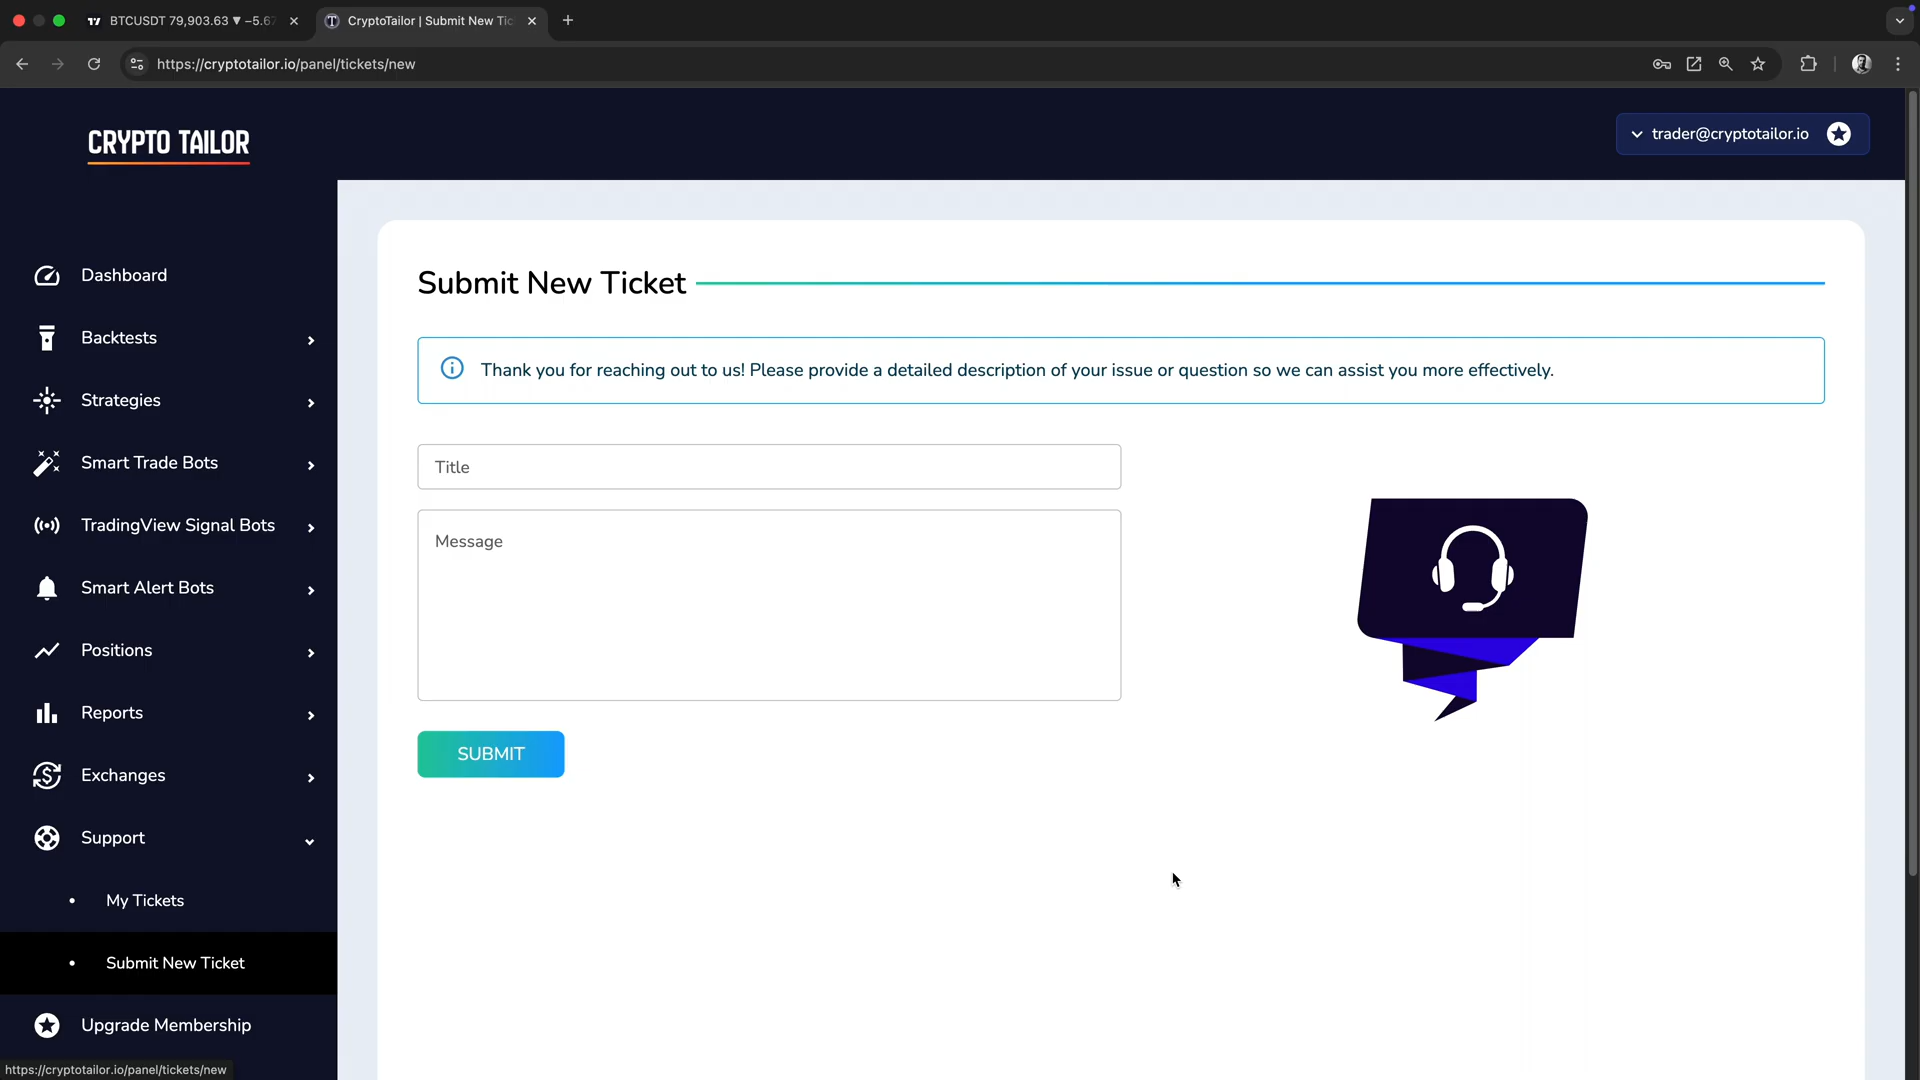 BTCUSDT 79,903.63 ▼ −5.67
CryptoTailor | Submit New Tic
https://cryptotailor.io/panel/tickets/new
CRYPTO TAILOR
trader@cryptotailor.io
Dashboard
Backtests
Strategies
Smart Trade Bots
TradingView Signal Bots
Smart Alert Bots
Positions
Reports
Exchanges
Support
• My Tickets
• Submit New Ticket
Upgrade Membership
Submit New Ticket
Thank you for reaching out to us! Please provide a detailed description of your issue or question so we can assist you more effectively.
Title
Message
SUBMIT
https://cryptotailor.io/panel/tickets/new